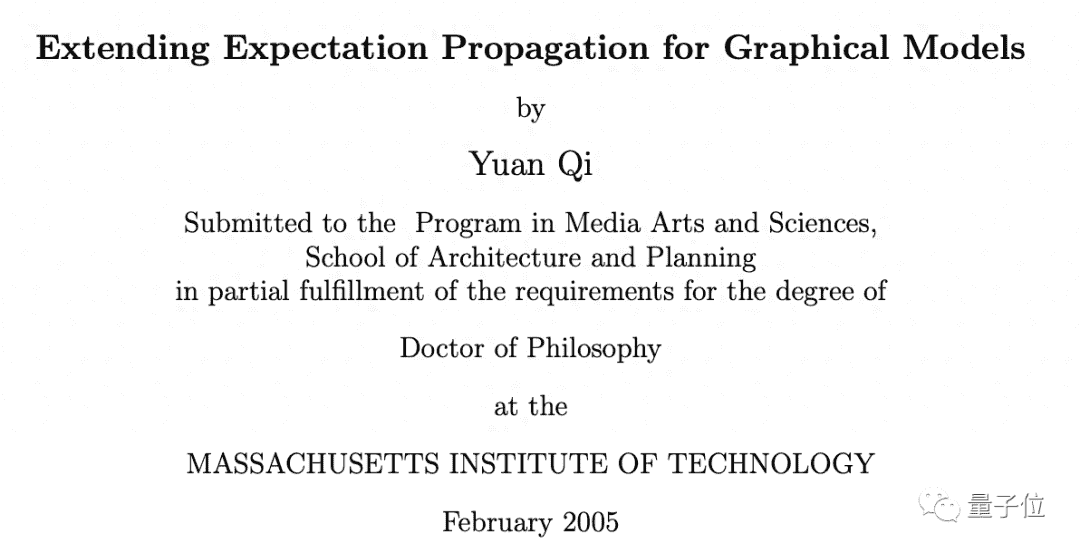 Extending Expectation Propagation for Graphical Models
by
Yuan Qi
Submitted to the Program in Media Arts and Sciences,
School of Architecture and Planning
in partial fulfillment of the requirements for the degree of
Doctor of Philosophy
at the
MASSACHUSETTS INSTITUTE OF TECHNOLOGY
February 2005
量子位